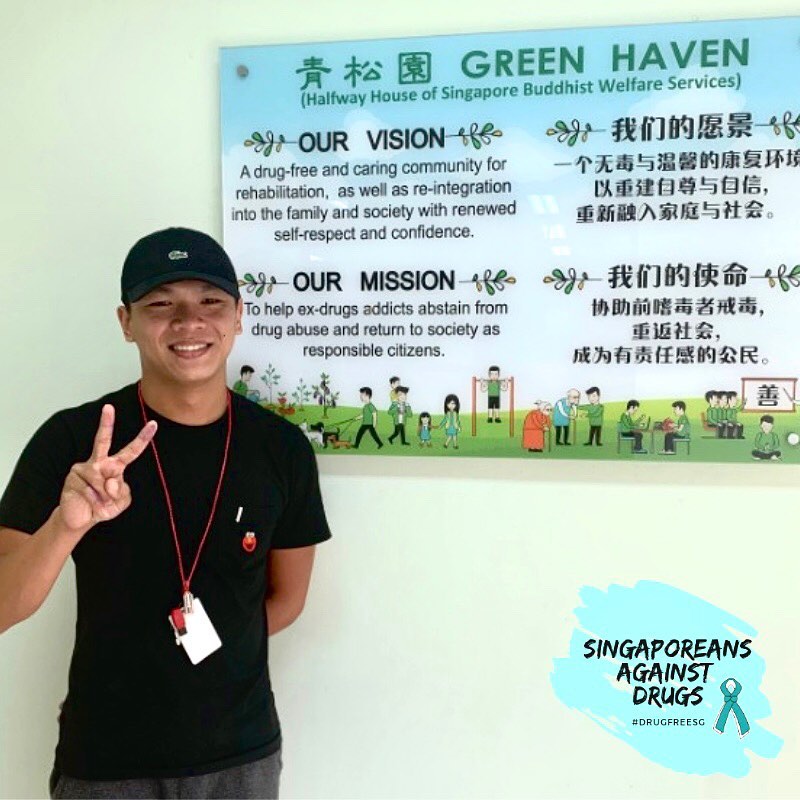 青松園 GREEN HAVEN
(Halfway House of Singapore Buddhist Welfare Services)
OUR VISION
A drug-free and caring community for
rehabilitation, as well as re-integration
into the family and society with renewed
self-respect and confidence.
OUR MISSION
To help ex-drugs addicts abstain from
drug abuse and return to society as
responsible citizens.
我们的愿景
一个无毒与温馨的康复环境
以重建自尊与自信，
重新融入家庭与社会。
我们的使命
协助前嗜毒者戒毒，
重返社会，
成为有责任感的公民。
善
SINGAPOREANS
AGAINST
DRUGS
#DRUGFREESG